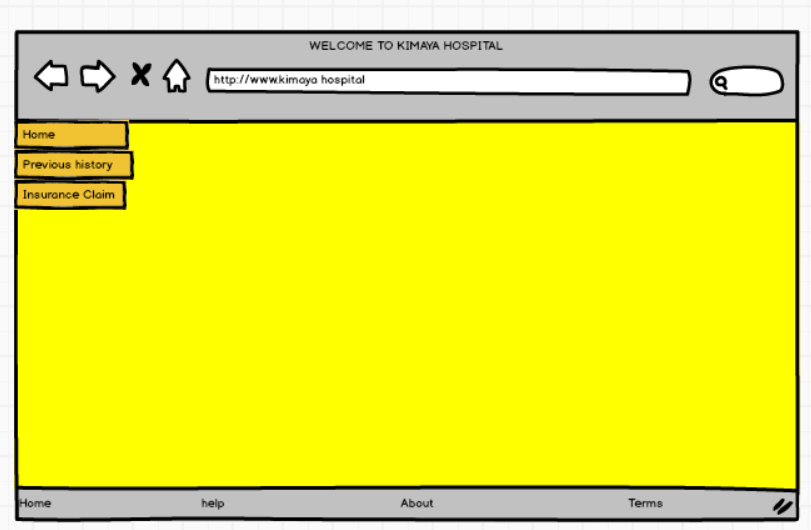 WELCOME TO KIMAYA HOSPITAL
http://www.kimaya hospital
Home
Previous history
Insurance Claim
Home help About Terms